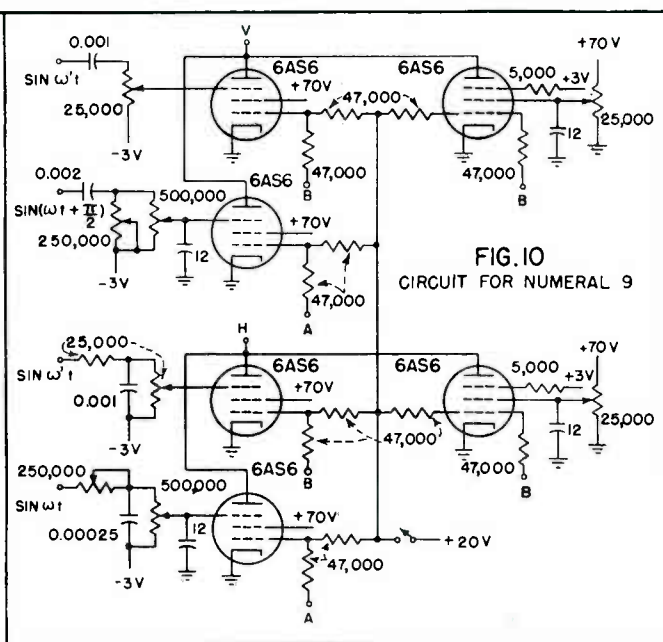 V
0.001
6AS6
6AS6
+70V
SIN ω't
+70V
5,000
+3V
47,000
25,000
25,000
12
-3V
47,000
47,000
B
B
0.002
500,000
6AS6
SIN(ωt + π/2)
+70V
250,000
12
FIG.10
CIRCUIT FOR NUMERAL 9
-3V
47,000
A
H
25,000
6AS6
6AS6
+70V
SIN ω't
+70V
5,000
+3V
0.001
25,000
12
47,000
47,000
-3V
B
B
250,000
500,000
6AS6
SIN ωt
+70V
+20V
0.00025
12
47,000
-3V
A